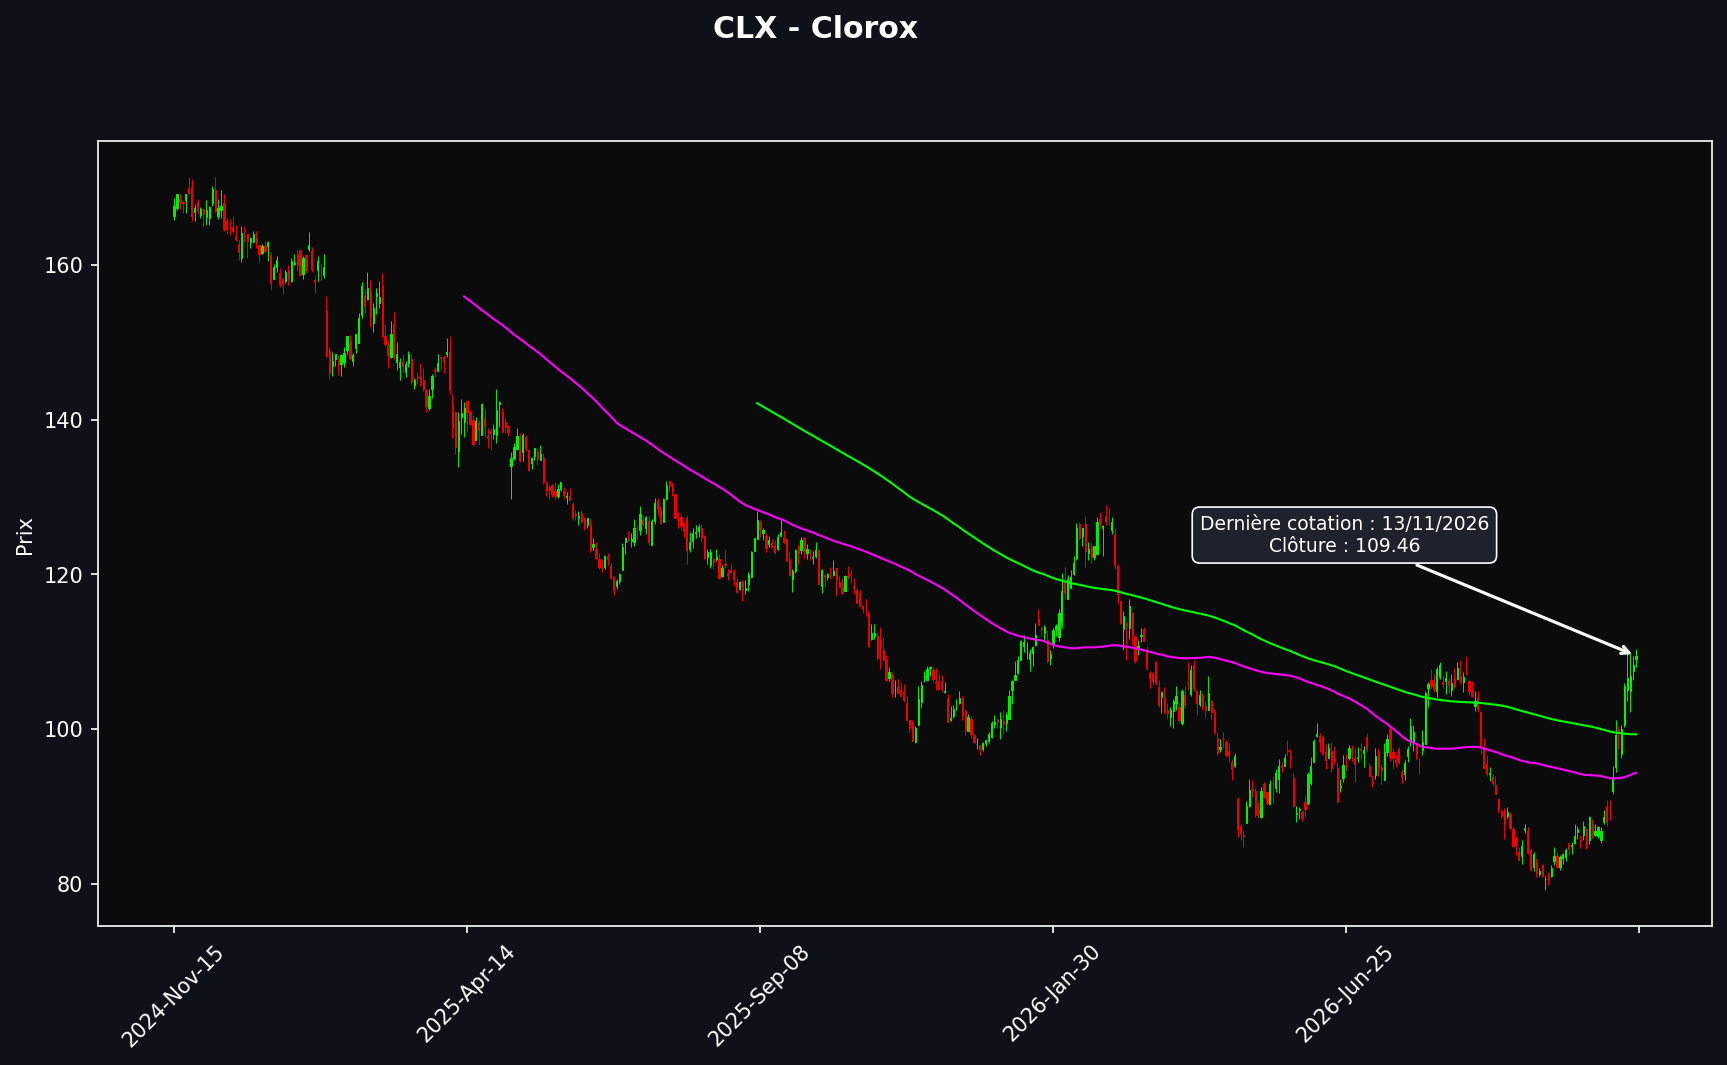 CLX - Clorox
Prix
160
140
120
100
80
Dernière cotation : 13/11/2026
Clôture : 109.46
2024-Nov-15
2025-Apr-14
2025-Sep-08
2026-Jan-30
2026-Jun-25